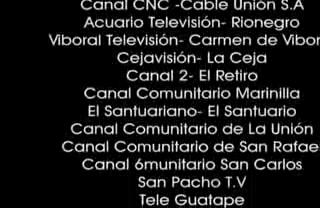 Canal CNC -Cable Unión S.A
Acuario Televisión- Rionegro
Viboral Televisión- Carmen de Vibor
Cejavisión- La Ceja
Canal 2- El Retiro
Canal Comunitario Marinilla
El Santuariano- El Santuario
Canal Comunitario de La Unión
Canal Comunitario de San Rafae
Canal 6munitario San Carlos
San Pacho T.V
Tele Guatape